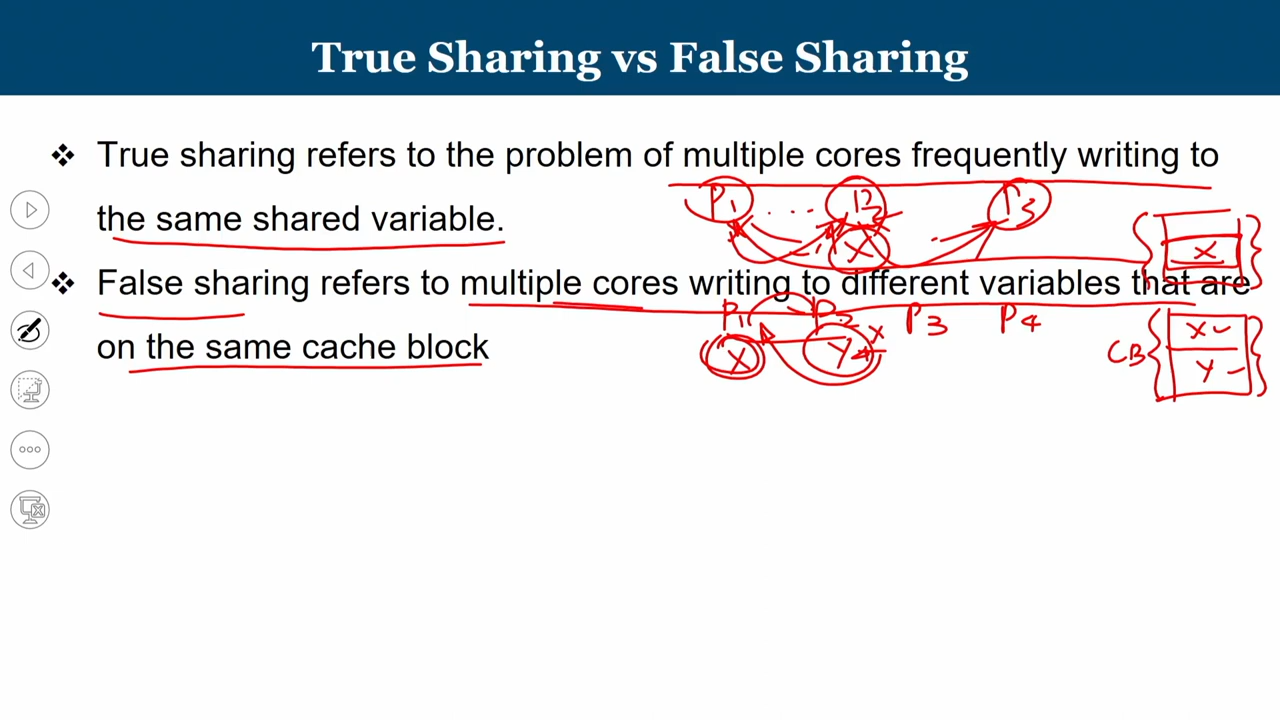 True Sharing vs False Sharing
❖ True sharing refers to the problem of multiple cores frequently writing to
P1 ... P2 P3
the same shared variable.
X X
❖ False sharing refers to multiple cores writing to different variables that are
P1 P2 P3 P4
X Y X
CB X
Y
on the same cache block